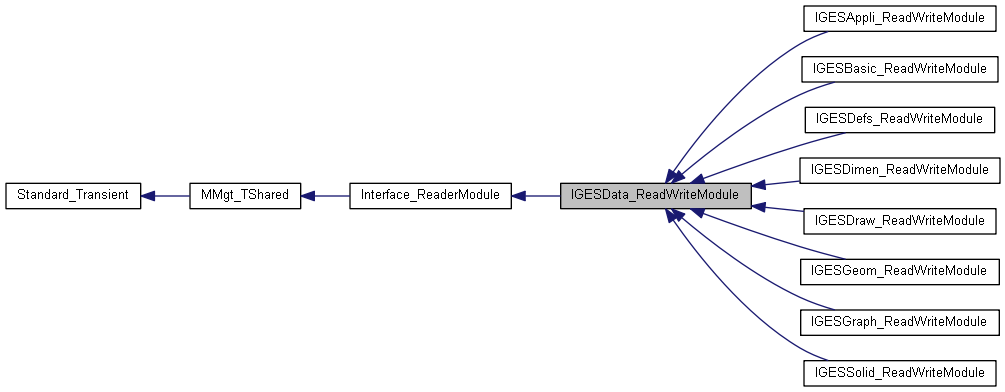 Standard_Transient
MMgt_TShared
Interface_ReaderModule
IGESData_ReadWriteModule
IGESAppli_ReadWriteModule
IGESBasic_ReadWriteModule
IGESDefs_ReadWriteModule
IGESDimen_ReadWriteModule
IGESDraw_ReadWriteModule
IGESGeom_ReadWriteModule
IGESGraph_ReadWriteModule
IGESSolid_ReadWriteModule